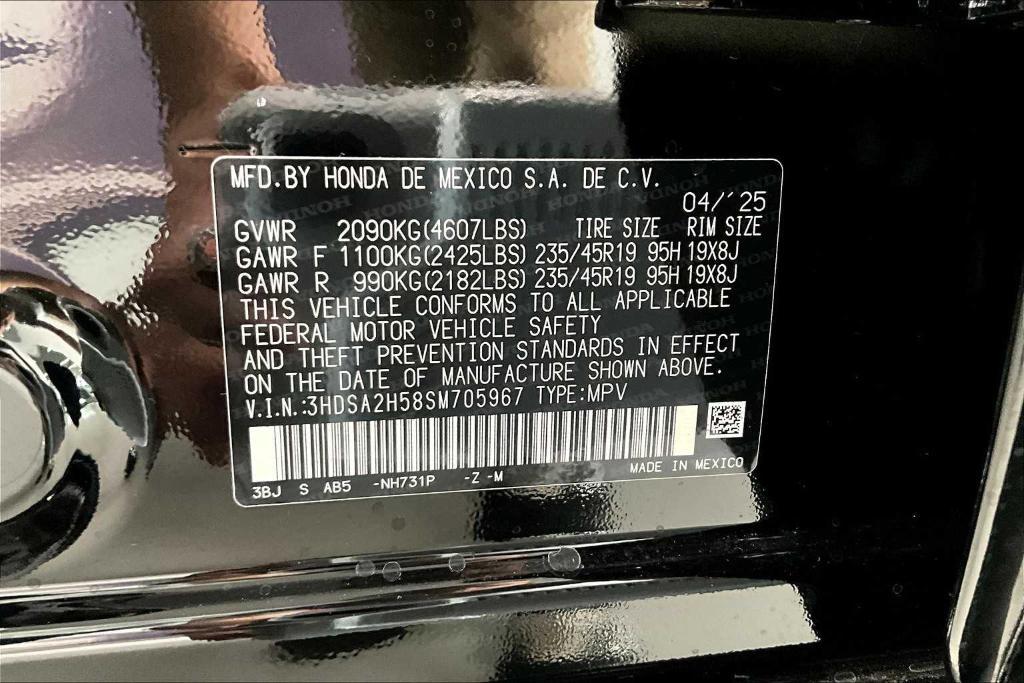 MFD.BY HONDA DE MEXICO S.A. DE C.V.
04/'25
GVWR 2090KG(4607LBS) TIRE SIZE RIM SIZE
GAWR F 1100KG(2425LBS) 235/45R19 95H 19X8J
GAWR R 990KG(2182LBS) 235/45R19 95H 19X8J
THIS VEHICLE CONFORMS TO ALL APPLICABLE
FEDERAL MOTOR VEHICLE SAFETY
AND THEFT PREVENTION STANDARDS IN EFFECT
ON THE DATE OF MANUFACTURE SHOWN ABOVE.
V.I.N.:3HDSA2H58SM705967 TYPE:MPV
MADE IN MEXICO
3BJ S AB5 -NH731P -Z -M